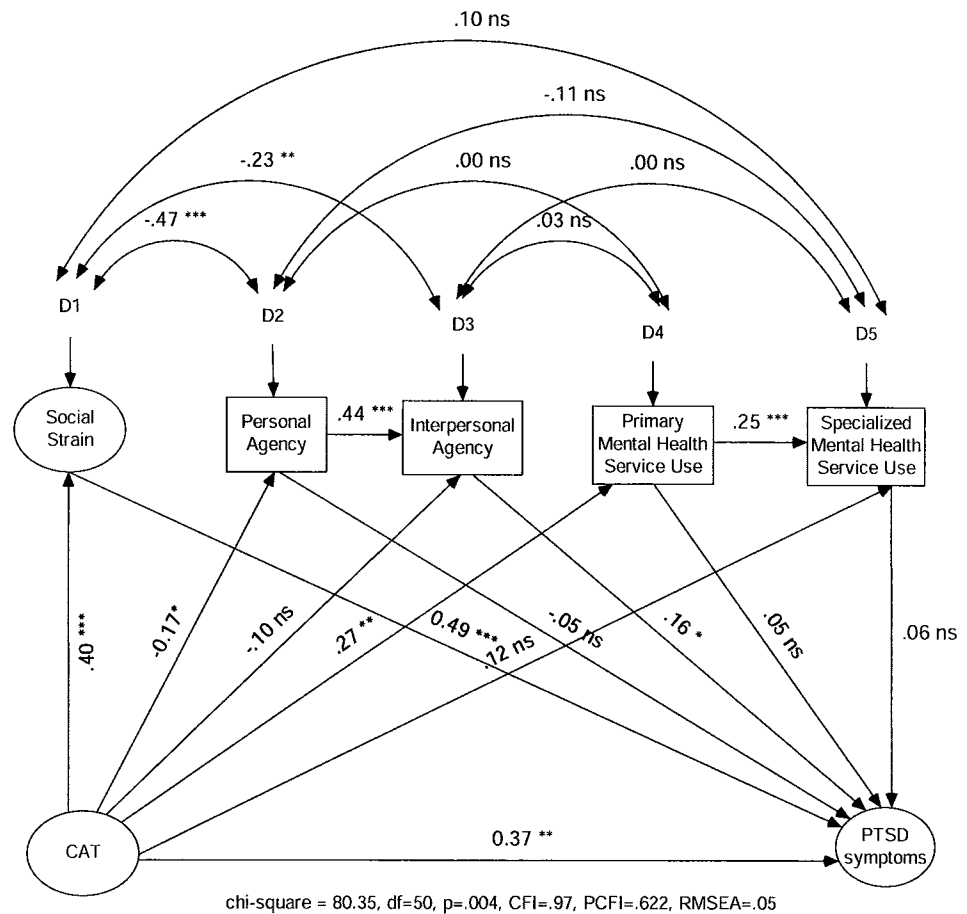 .10 ns
-.11 ns
-.23 **
.00 ns
.00 ns
-.47 ***
.03 ns
D1
D2
D3
D4
D5
Social
Strain
Personal
Agency
.44 ***
Interpersonal
Agency
Primary
Mental Health
Service Use
.25 ***
Specialized
Mental Health
Service Use
.40 ***
-0.17*
-.10 ns
.27 **
0.49 ***
.12 ns
-.05 ns
.16 *
.05 ns
.06 ns
CAT
0.37 **
PTSD
symptoms
chi-square = 80.35, df=50, p=.004, CFI=.97, PCFI=.622, RMSEA=.05